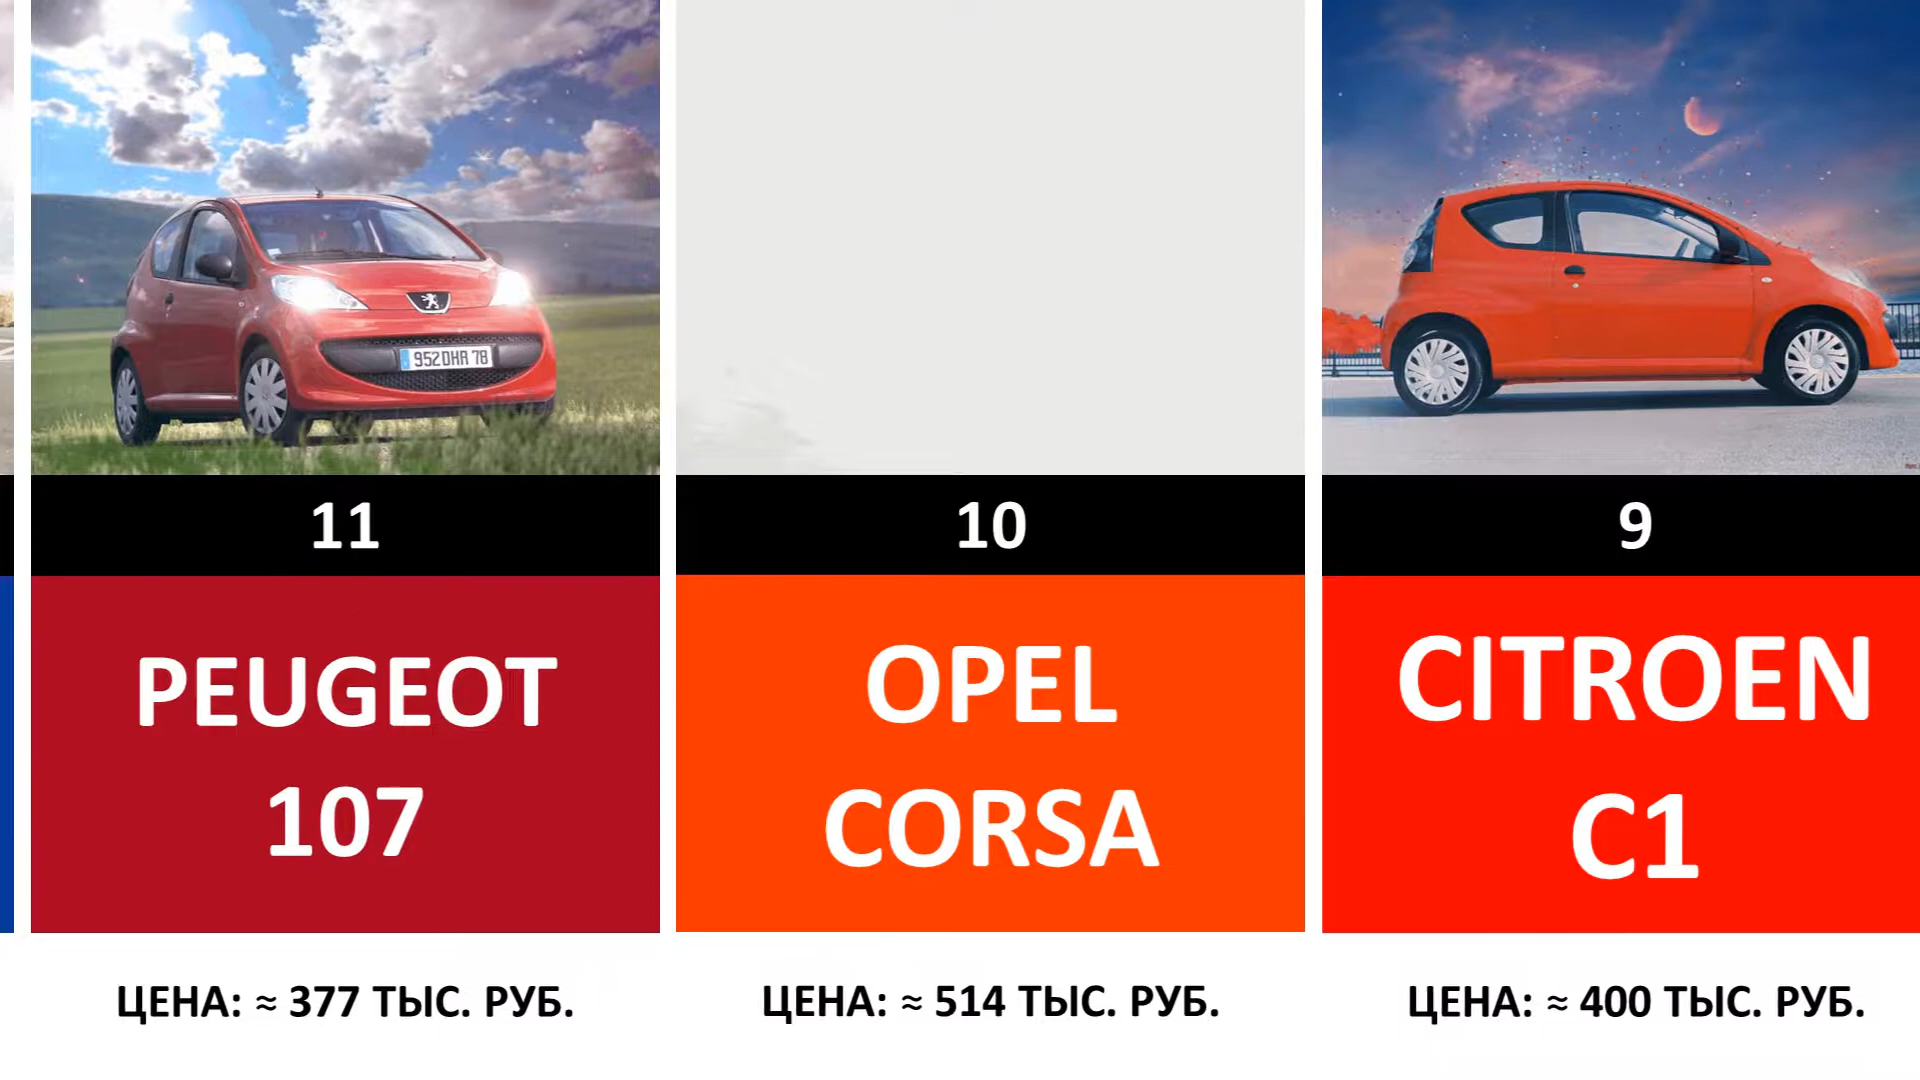 952 DHA 78
11
PEUGEOT
107
ЦЕНА: ≈ 377 ТЫС. РУБ.
10
OPEL
CORSA
ЦЕНА: ≈ 514 ТЫС. РУБ.
9
CITROEN
C1
ЦЕНА: ≈ 400 ТЫС. РУБ.